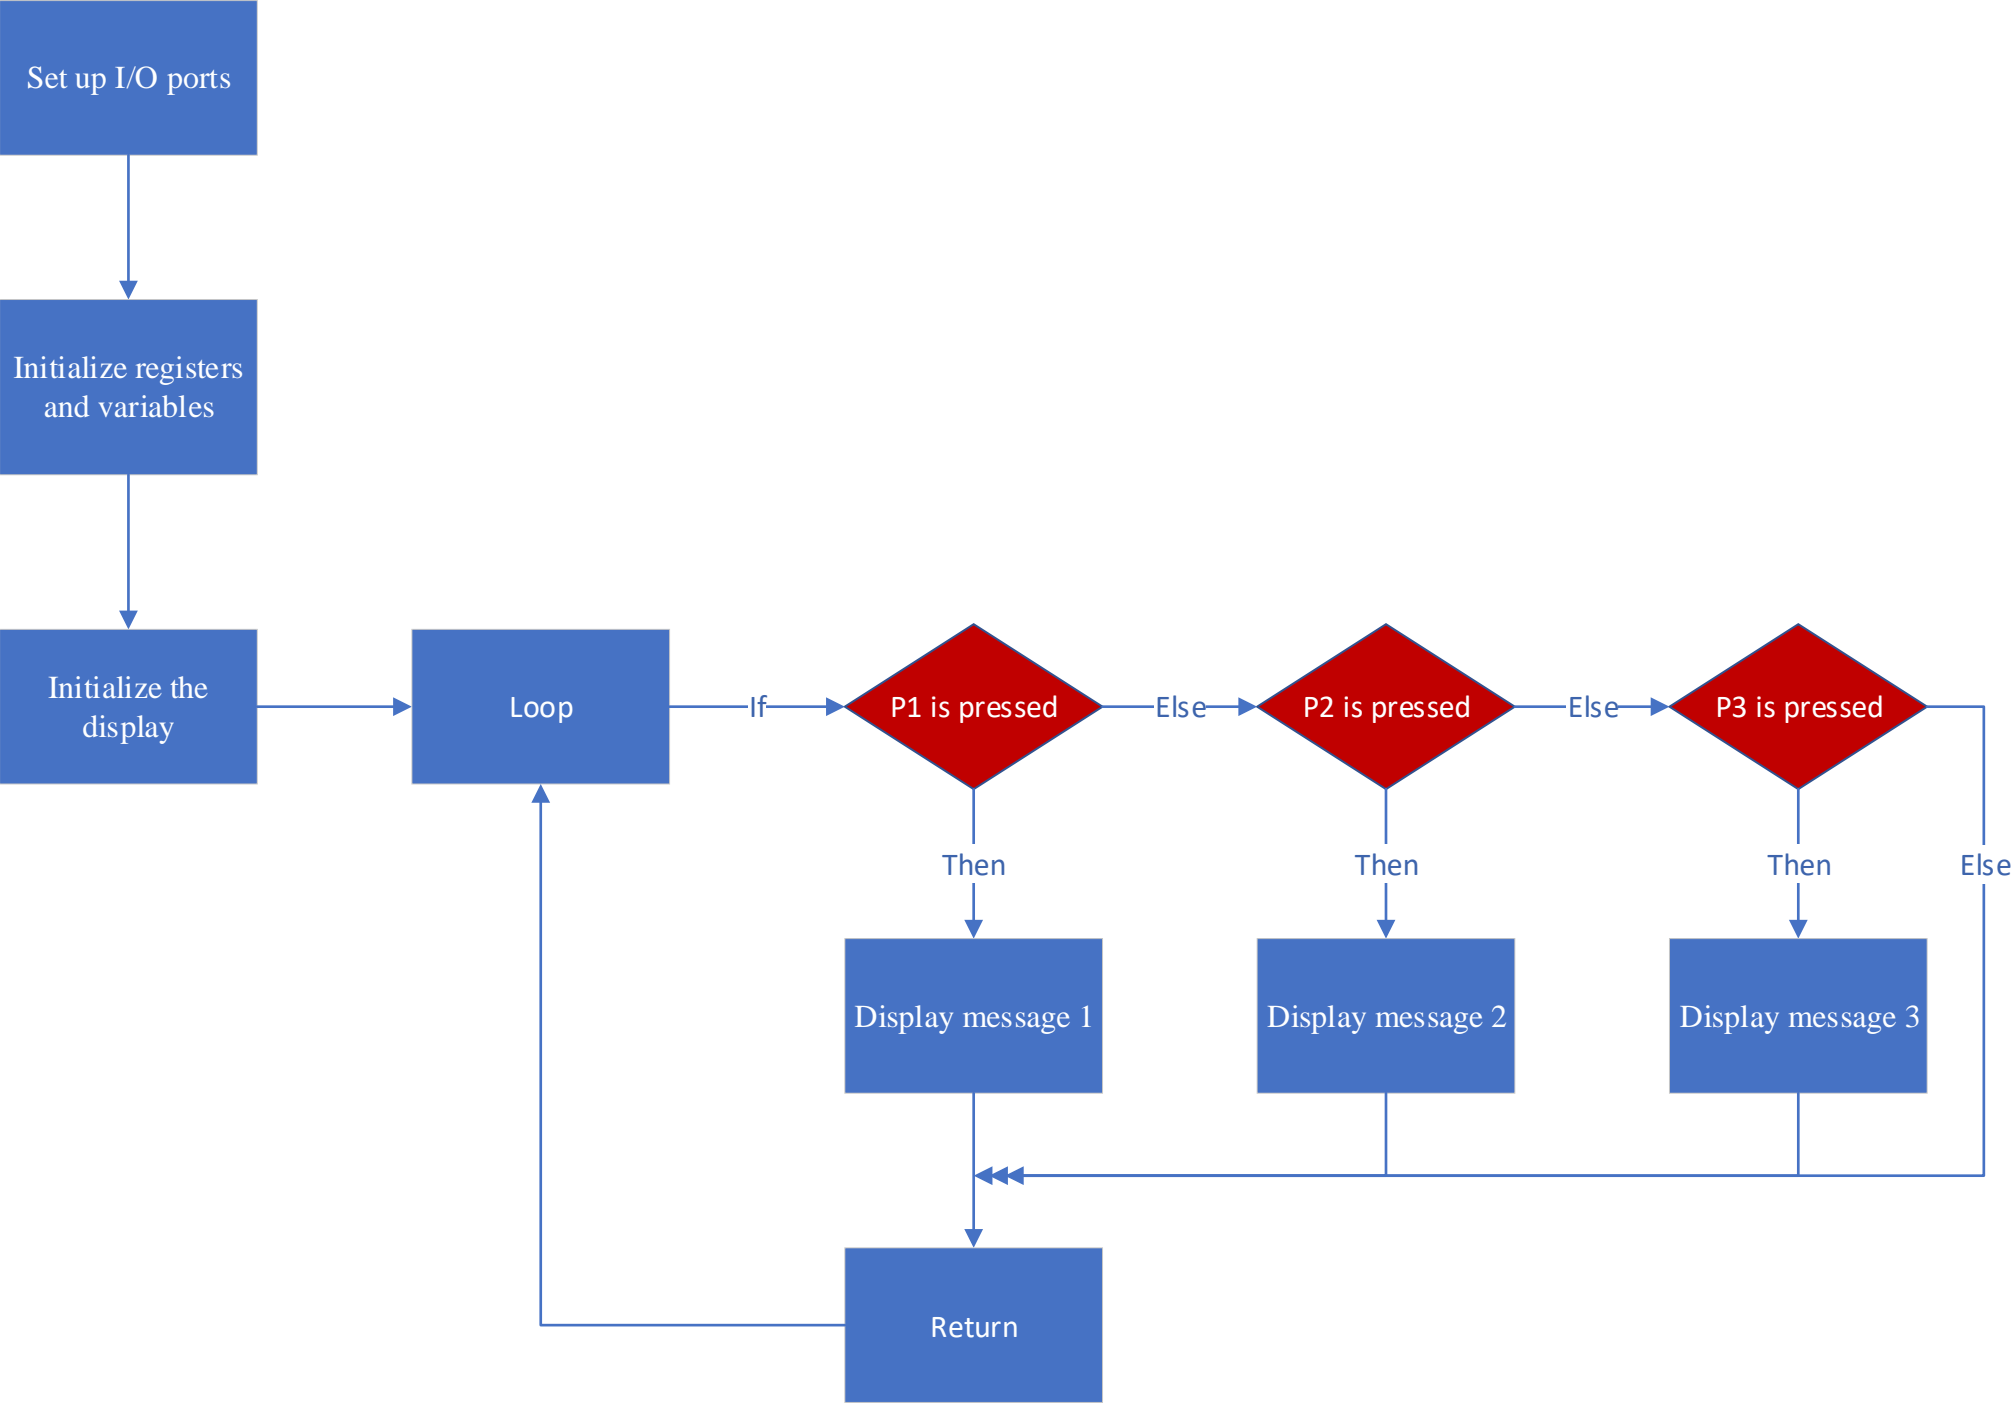 Set up I/O ports
Initialize registers
and variables
Initialize the
display
Loop
If
P1 is pressed
Else
P2 is pressed
Else
P3 is pressed
Then
Then
Then
Else
Display message 1
Display message 2
Display message 3
Return